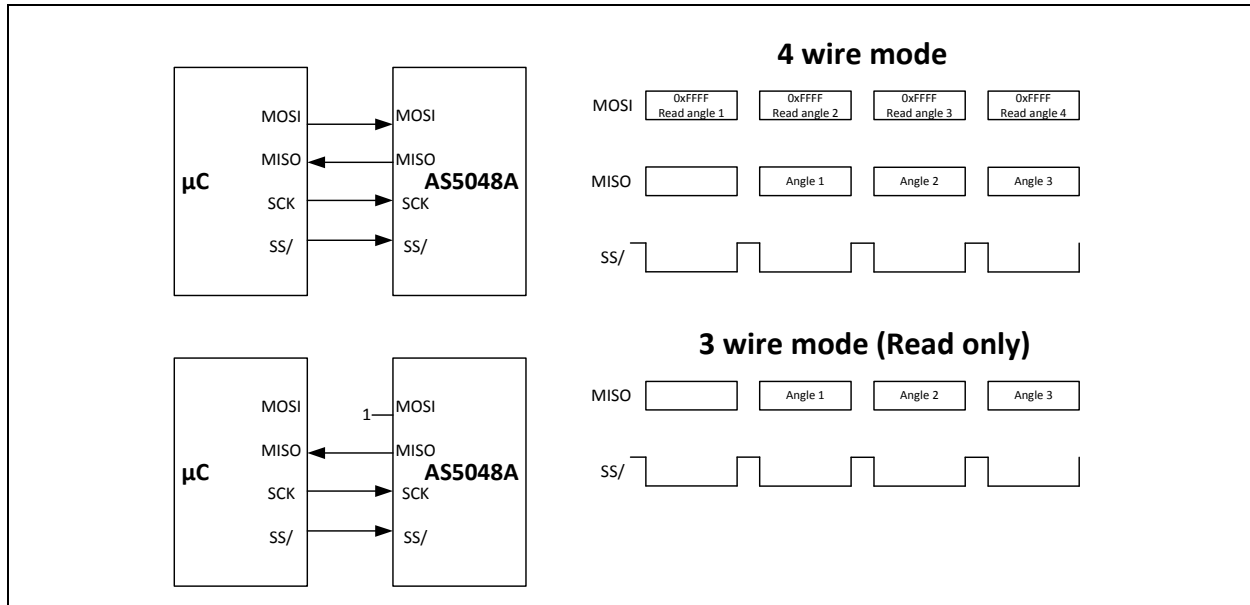 4 wire mode
MOSI MOSI
MISO MISO
µC AS5048A
SCK SCK
SS/ SS/
MOSI 0xFFFF 0xFFFF 0xFFFF 0xFFFF
Read angle 1 Read angle 2 Read angle 3 Read angle 4
MISO Angle 1 Angle 2 Angle 3
SS/
3 wire mode (Read only)
MOSI 1 MOSI
MISO MISO
µC AS5048A
SCK SCK
SS/ SS/
MISO Angle 1 Angle 2 Angle 3
SS/